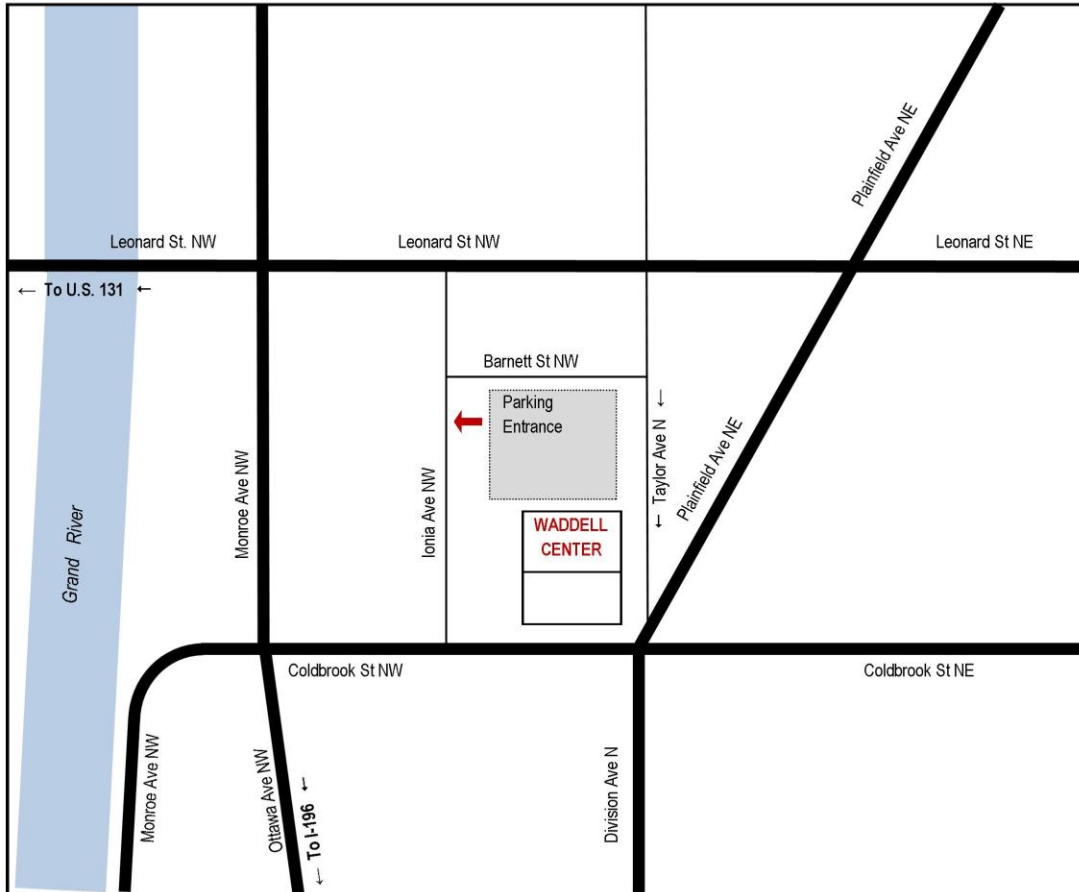 Plainfield Ave NE
Leonard St. NW
Leonard St NW
Leonard St NE
← To U.S. 131 ←
Barnett St NW
Parking
Entrance
← Taylor Ave N ←
Plainfield Ave NE
Monroe Ave NW
Ionia Ave NW
WADDELL
CENTER
Grand River
Coldbrook St NW
Coldbrook St NE
Monroe Ave NW
Ottawa Ave NW
← To I-196 ←
Division Ave N